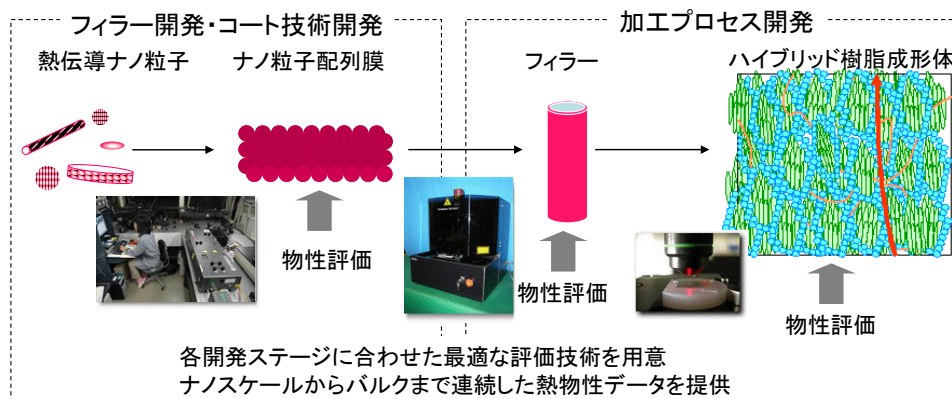 フィラー開発・コート技術開発
加工プロセス開発
熱伝導ナノ粒子
ナノ粒子配列膜
フィラー
ハイブリッド樹脂成形体
物性評価
物性評価
物性評価
各開発ステージに合わせた最適な評価技術を用意
ナノスケールからバルクまで連続した熱物性データを提供